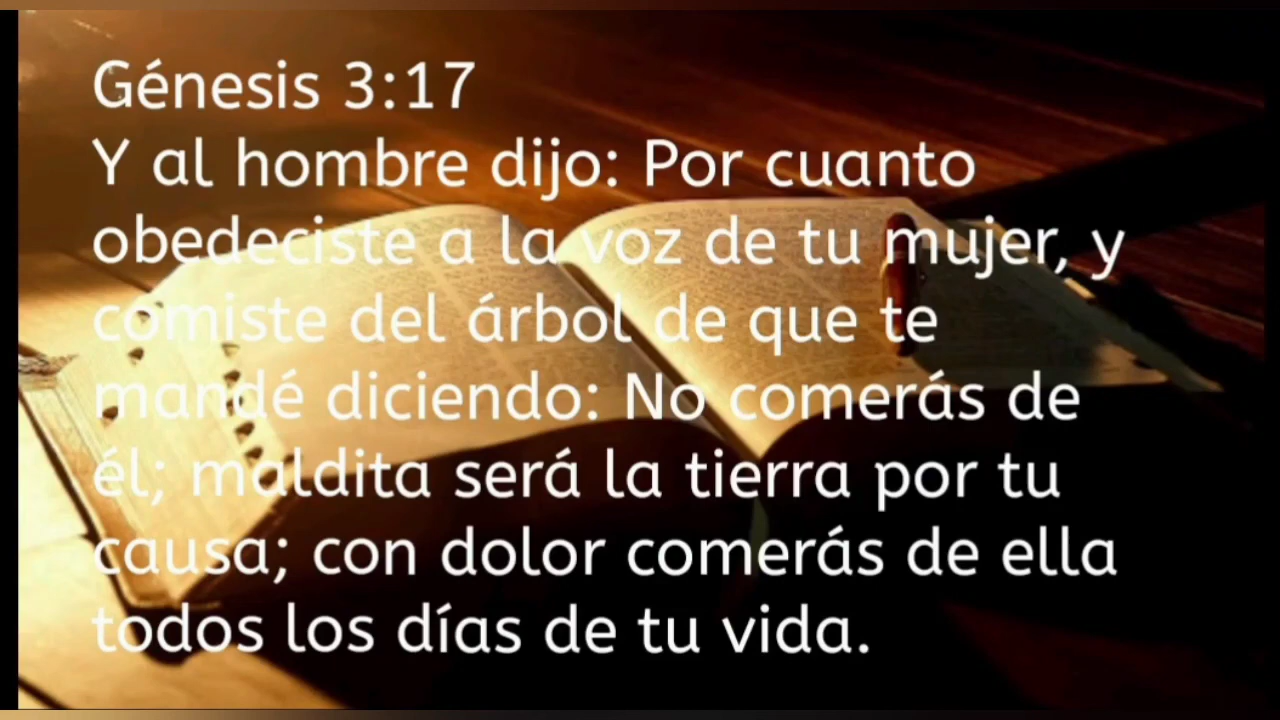 Génesis 3:17
Y al hombre dijo: Por cuanto
obedeciste a la voz de tu mujer, y
comiste del árbol de que te
mandé diciendo: No comerás de
él; maldita será la tierra por tu
causa; con dolor comerás de ella
todos los días de tu vida.